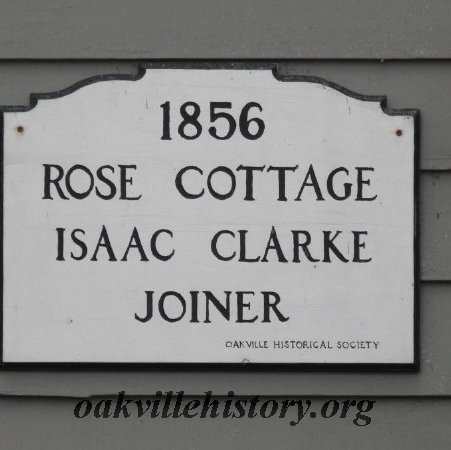 1856
ROSE COTTAGE
ISAAC CLARKE
JOINER
OAKVILLE HISTORICAL SOCIETY
oakvillehistory.org